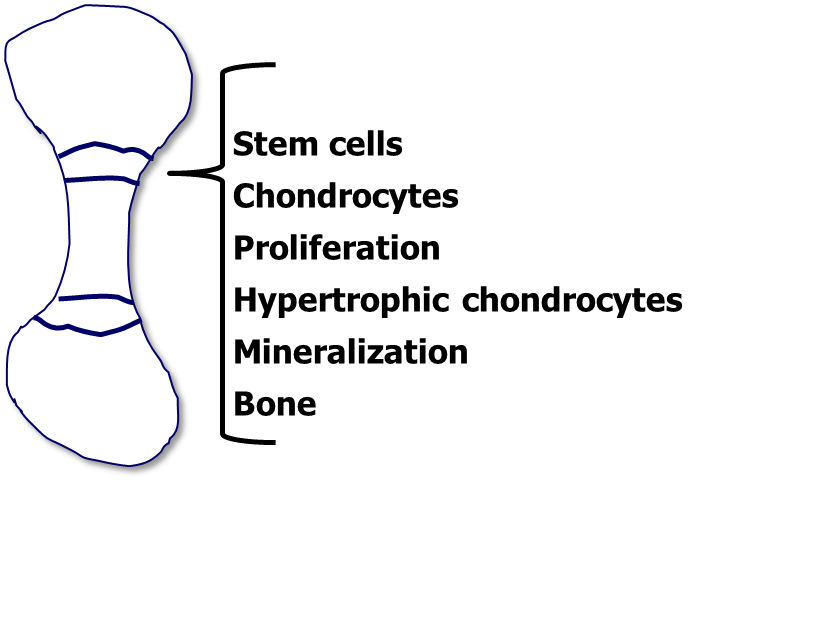 Stem cells
Chondrocytes
Proliferation
Hypertrophic chondrocytes
Mineralization
Bone